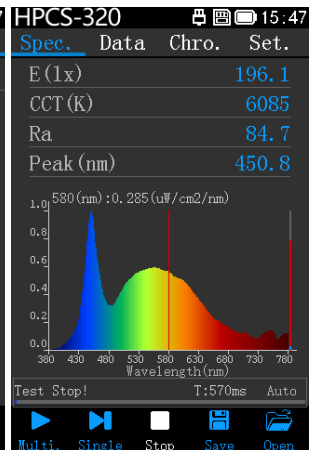 HPCS-320 15:47
Spec. Data Chro. Set.
E(lx) 196.1
CCT(K) 6085
Ra 84.7
Peak(nm) 450.8
580(nm):0.285(uW/cm2/nm)
1.0
0.8
0.6
0.4
0.2
0.0
380 430 480 530 580 630 680 730 780
Wavelength(nm)
Test Stop! T:570ms Auto
Multi. Single Stop Save Open